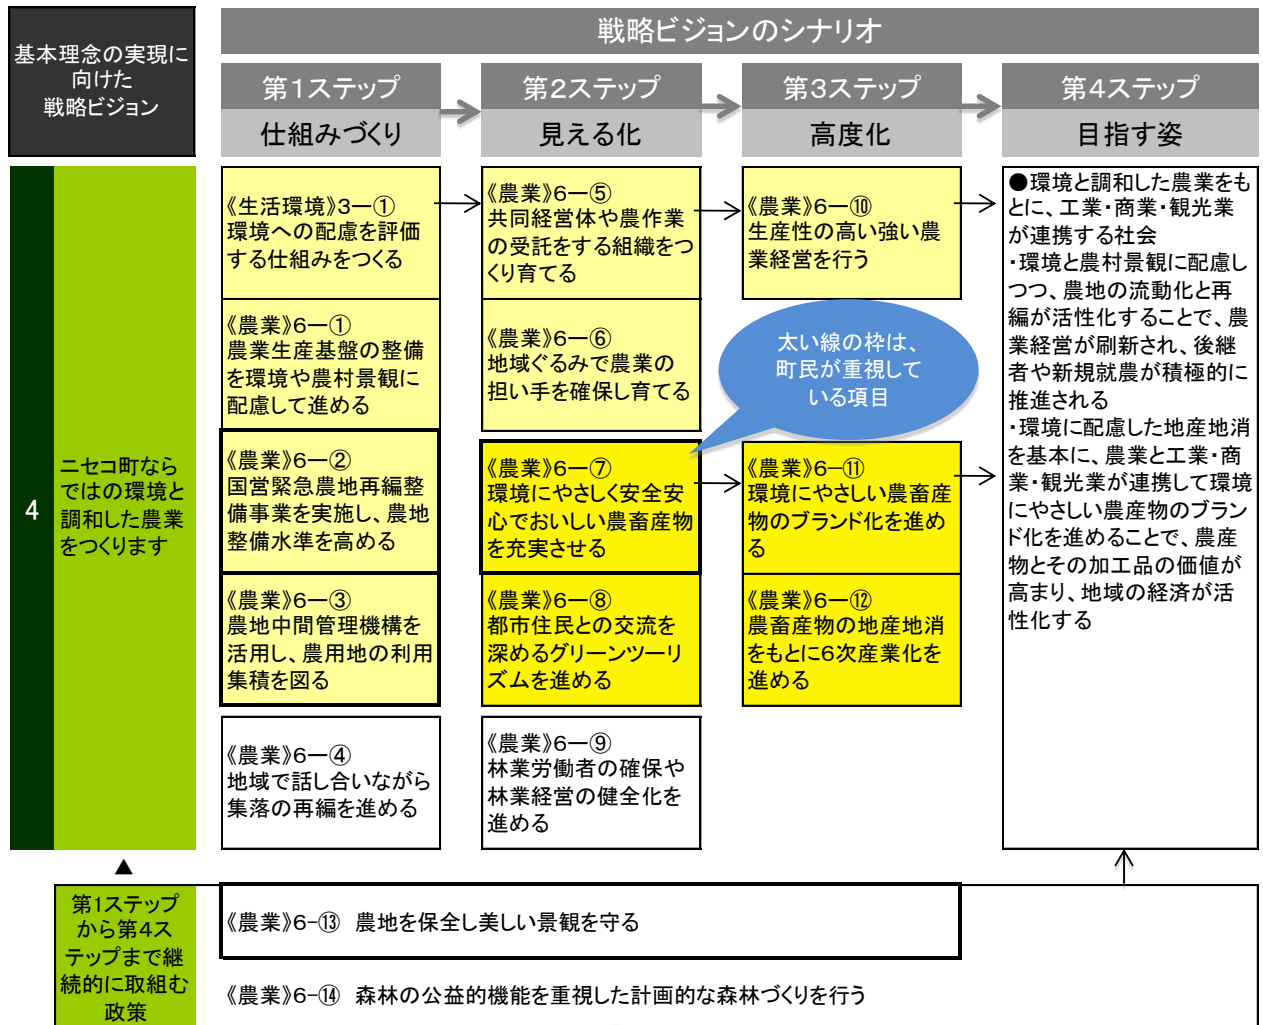 基本理念の実現に
向けた
戦略ビジョン
戦略ビジョンのシナリオ
第1ステップ
仕組みづくり
第2ステップ
見える化
第3ステップ
高度化
第4ステップ
目指す姿
4
ニセコ町なら
ではの環境と
調和した農業
をつくります
《生活環境》3―①
環境への配慮を評価
する仕組みをつくる
《農業》6―①
農業生産基盤の整備
を環境や農村景観に
配慮して進める
《農業》6―②
国営緊急農地再編整
備事業を実施し、農地
整備水準を高める
《農業》6―③
農地中間管理機構を
活用し、農用地の利用
集積を図る
《農業》6―④
地域で話し合いながら
集落の再編を進める
《農業》6―⑤
共同経営体や農作業
の受託をする組織をつ
くり育てる
《農業》6―⑥
地域ぐるみで農業の
担い手を確保し育てる
《農業》6―⑦
環境にやさしく安全安
心でおいしい農畜産物
を充実させる
《農業》6―⑧
都市住民との交流を
深めるグリーンツーリ
ズムを進める
《農業》6―⑨
林業労働者の確保や
林業経営の健全化を
進める
《農業》6―⑩
生産性の高い強い農
業経営を行う
太い線の枠は、
町民が重視して
いる項目
《農業》6―⑪
環境にやさしい農畜産
物のブランド化を進め
る
《農業》6―⑫
農畜産物の地産地消
をもとに6次産業化を
進める
●環境と調和した農業をも
とに、工業・商業・観光業
が連携する社会
・環境と農村景観に配慮し
つつ、農地の流動化と再
編が活性化することで、農
業経営が刷新され、後継
者や新規就農が積極的に
推進される
・環境に配慮した地産地消
を基本に、農業と工業・商
業・観光業が連携して環境
にやさしい農産物のブラン
ド化を進めることで、農産
物とその加工品の価値が
高まり、地域の経済が活
性化する
▲
第1ステップ
から第4ス
テップまで継
続的に取組む
政策
《農業》6-⑬ 農地を保全し美しい景観を守る
《農業》6-⑭ 森林の公益的機能を重視した計画的な森林づくりを行う